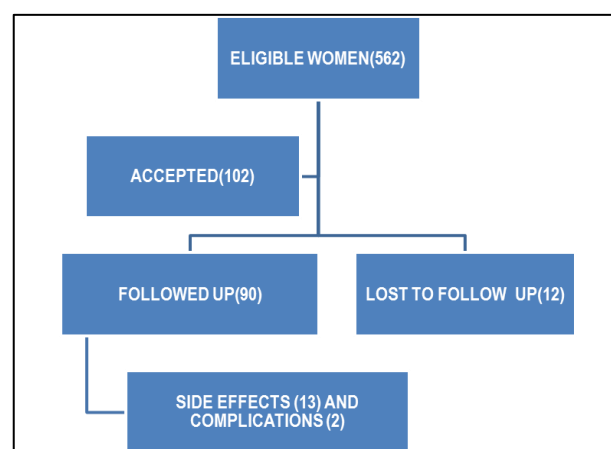 ELIGIBLE WOMEN(562)
ACCEPTED(102)
FOLLOWED UP(90)
LOST TO FOLLOW UP(12)
SIDE EFFECTS (13) AND
COMPLICATIONS (2)